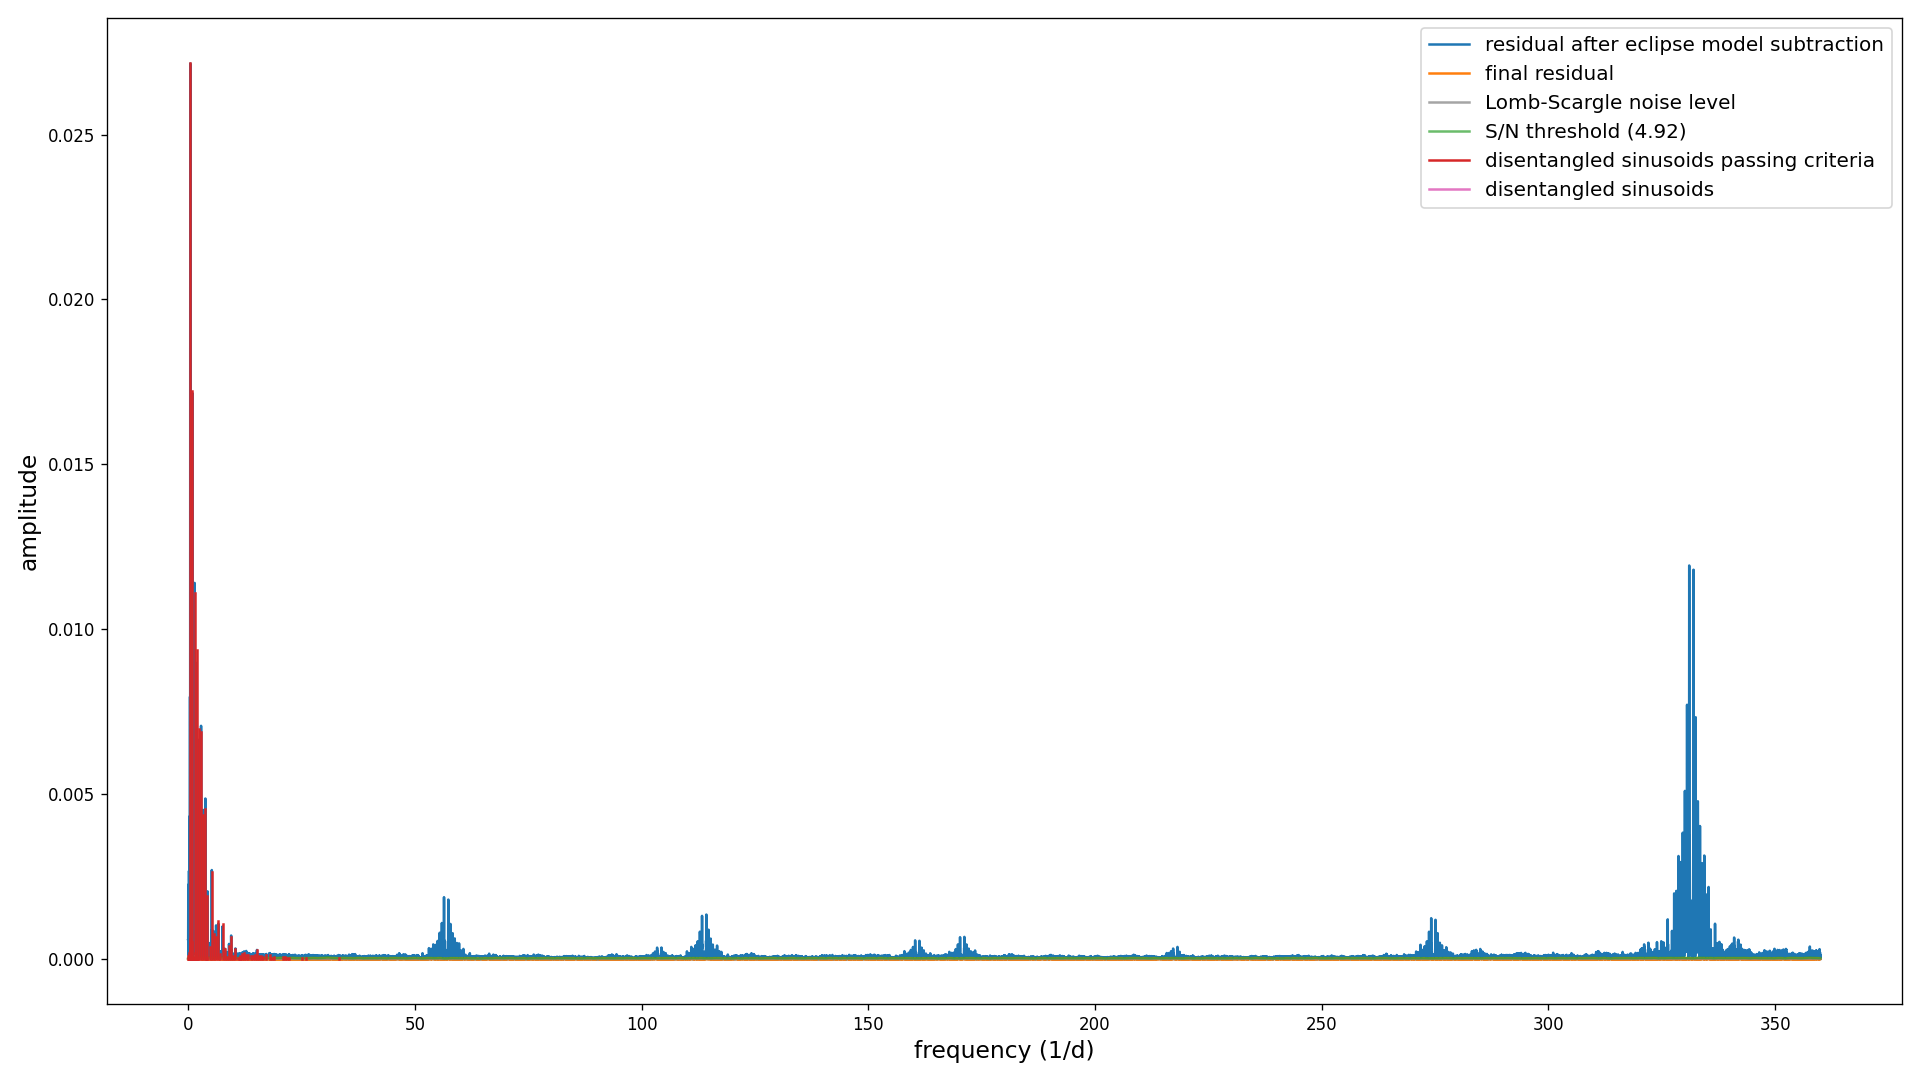 residual after eclipse model subtraction
final residual
Lomb-Scargle noise level
S/N threshold (4.92)
disentangled sinusoids passing criteria
disentangled sinusoids
amplitude
0.025
0.020
0.015
0.010
0.005
0.000
0 50 100 150 200 250 300 350
frequency (1/d)